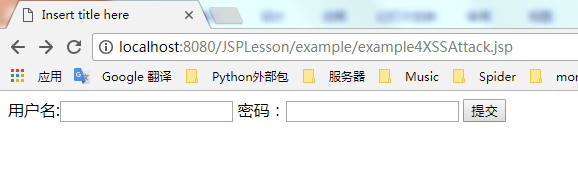 Insert title here
localhost:8080/JSPLesson/example/example4XSSAttack.jsp
应用 Google 翻译 Python外部包 服务器 Music Spider
用户名: 密码： 提交